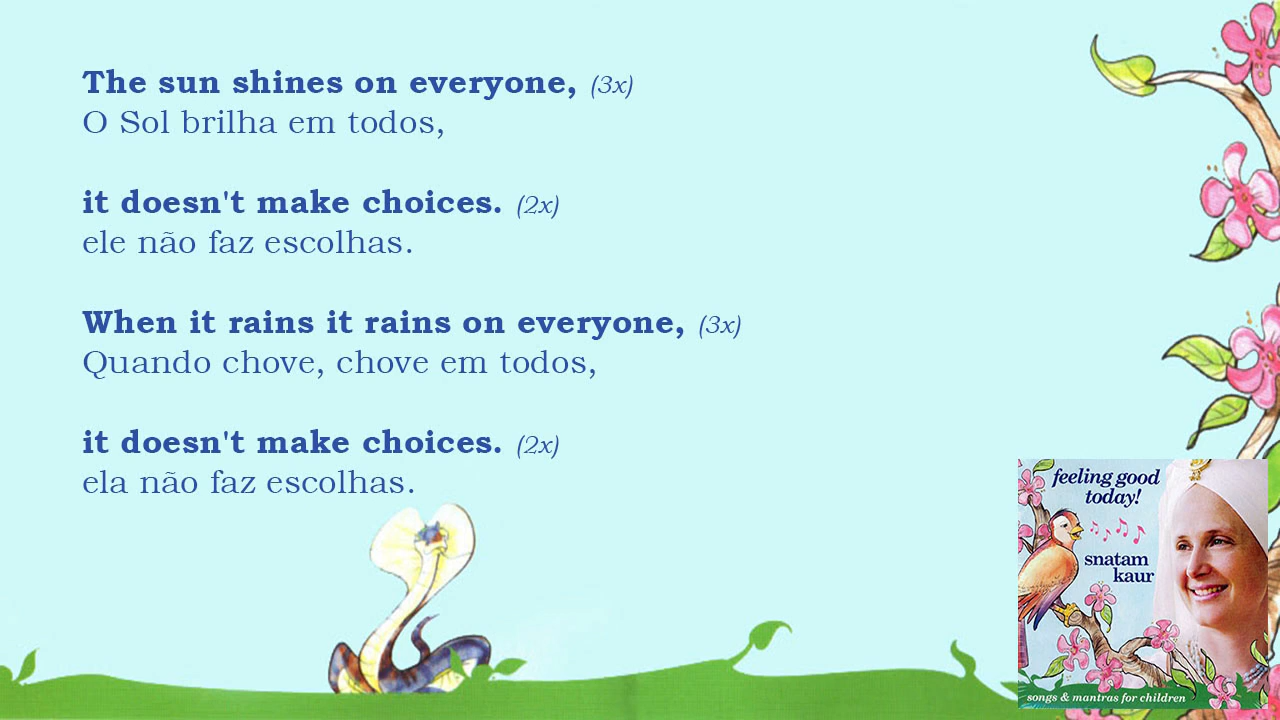 The sun shines on everyone, (3x)
O Sol brilha em todos,
it doesn't make choices. (2x)
ele não faz escolhas.
When it rains it rains on everyone, (3x)
Quando chove, chove em todos,
it doesn't make choices. (2x)
ela não faz escolhas.
feeling good
today!
snatam
kaur
songs & mantras for children